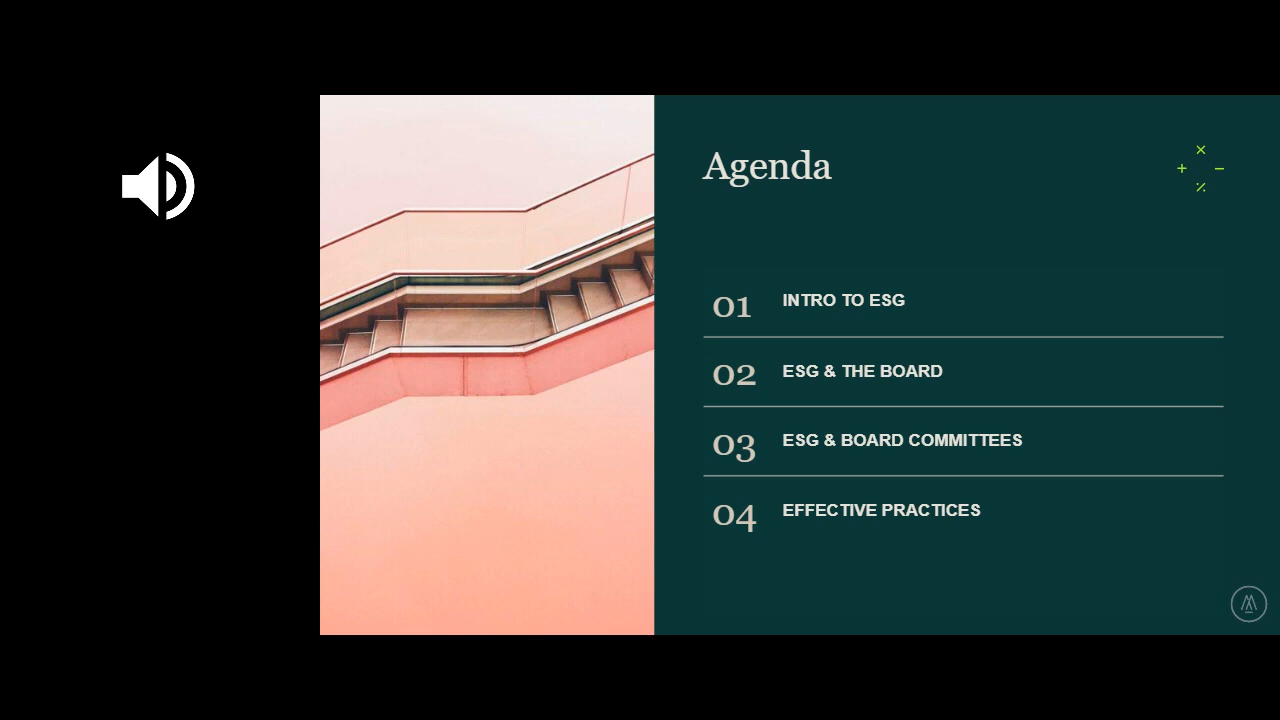 Agenda
01 INTRO TO ESG
02 ESG & THE BOARD
03 ESG & BOARD COMMITTEES
04 EFFECTIVE PRACTICES